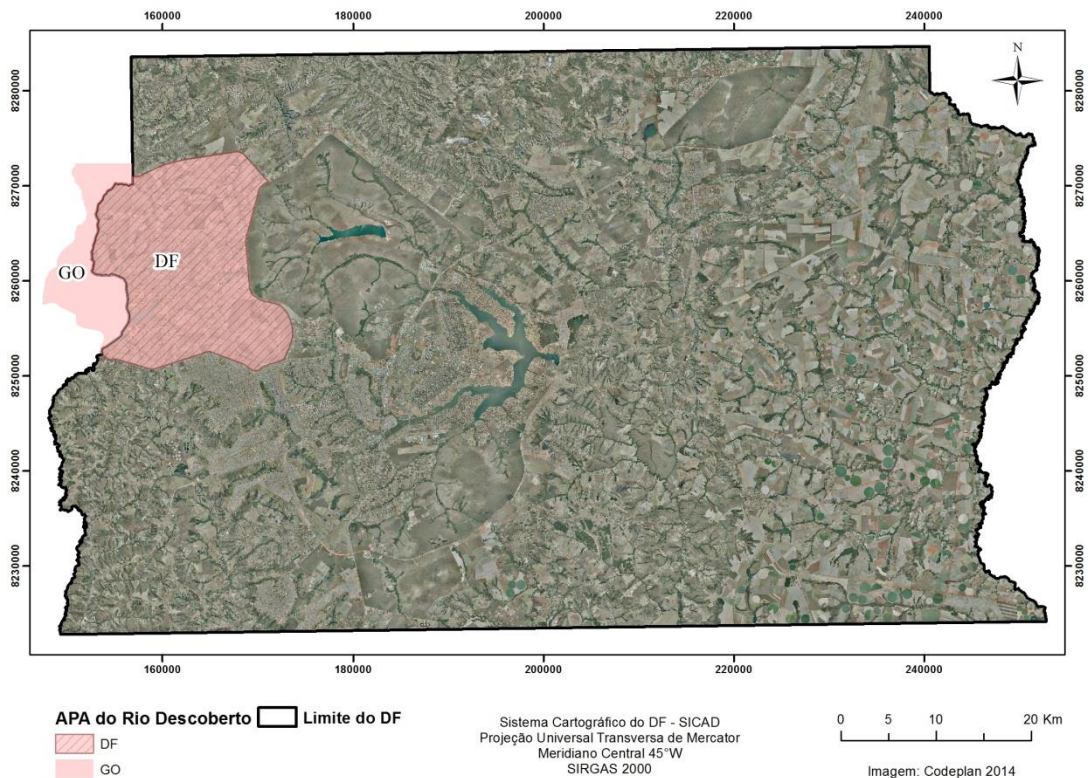 160000 180000 200000 220000 240000
N
8280000 8280000
8270000 8270000
GO DF
8260000 8260000
8250000 8250000
8240000 8240000
8230000 8230000
160000 180000 200000 220000 240000
APA do Rio Descoberto Limite do DF
DF
GO
Sistema Cartográfico do DF - SICAD
Projeção Universal Transversa de Mercator
Meridiano Central 45°W
SIRGAS 2000
0 5 10 20 Km
Imagem: Codeplan 2014